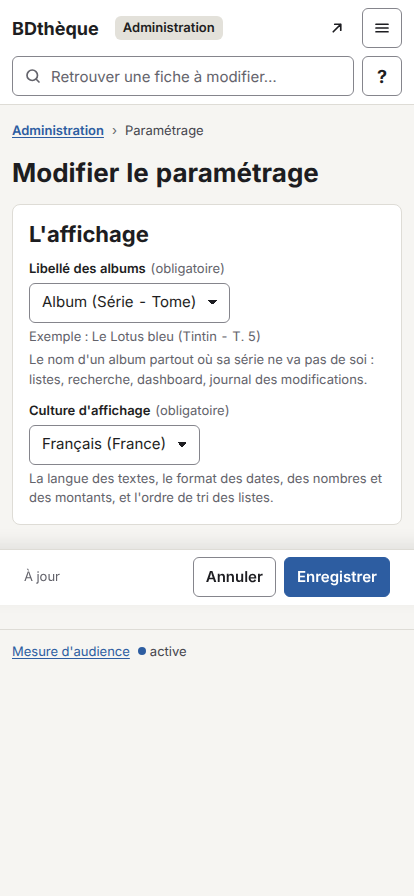 BDthèque Administration
Retrouver une fiche à modifier... ?
Administration › Paramétrage
Modifier le paramétrage
L'affichage
Libellé des albums (obligatoire)
Album (Série - Tome)
Exemple : Le Lotus bleu (Tintin - T. 5)
Le nom d'un album partout où sa série ne va pas de soi :
listes, recherche, dashboard, journal des modifications.
Culture d'affichage (obligatoire)
Français (France)
La langue des textes, le format des dates, des nombres et
des montants, et l'ordre de tri des listes.
À jour Annuler Enregistrer
Mesure d'audience active